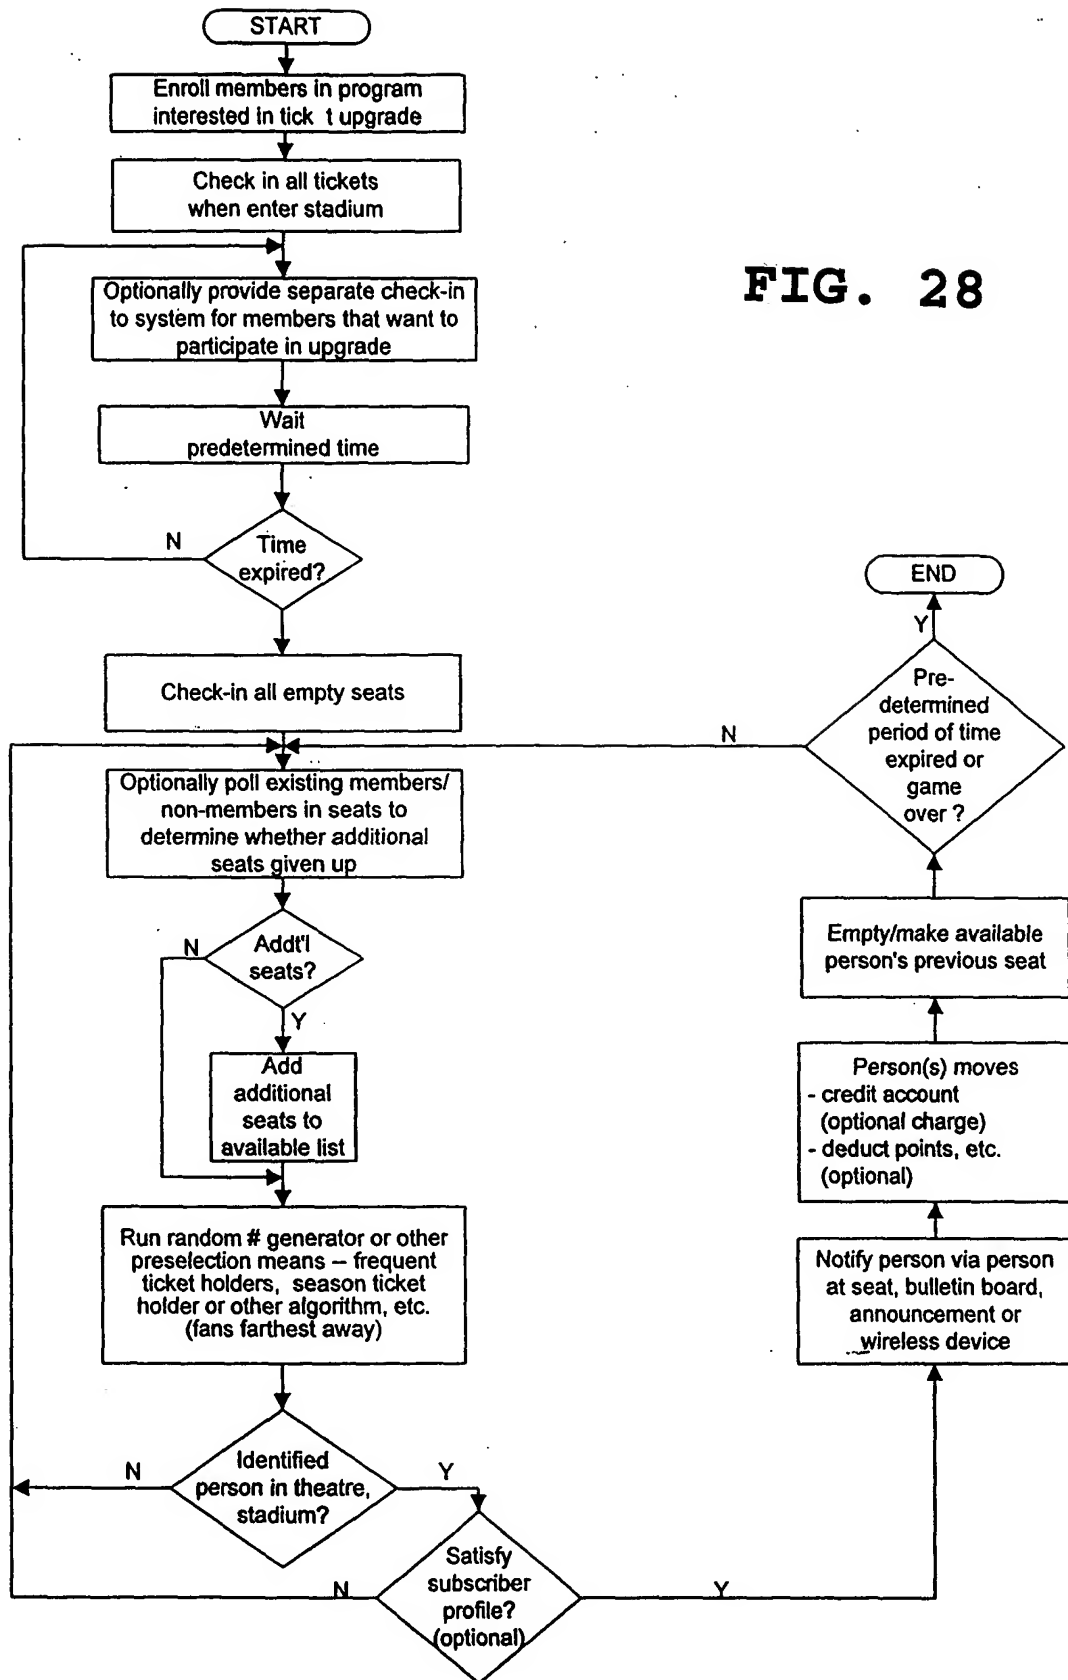 START
Enroll members in program
interested in tick t upgrade
Check in all tickets
when enter stadium
FIG. 28
Optionally provide separate check-in
to system for members that want to
participate in upgrade
Wait
predetermined time
N
Time
expired?
Check-in all empty seats
Optionally poll existing members/
non-members in seats to
determine whether additional
seats given up
N
Addt'l
seats?
Y
Add
additional
seats to
available list
Run random # generator or other
preselection means – frequent
ticket holders, season ticket
holder or other algorithm, etc.
(fans farthest away)
N
Identified
person in theatre,
stadium?
Y
N
Satisfy
subscriber
profile?
(optional)
Y
Notify person via person
at seat, bulletin board,
announcement or
wireless device
Person(s) moves
- credit account
(optional charge)
- deduct points, etc.
(optional)
Empty/make available
person's previous seat
N
Pre-
determined
period of time
expired or
game
over ?
Y
END